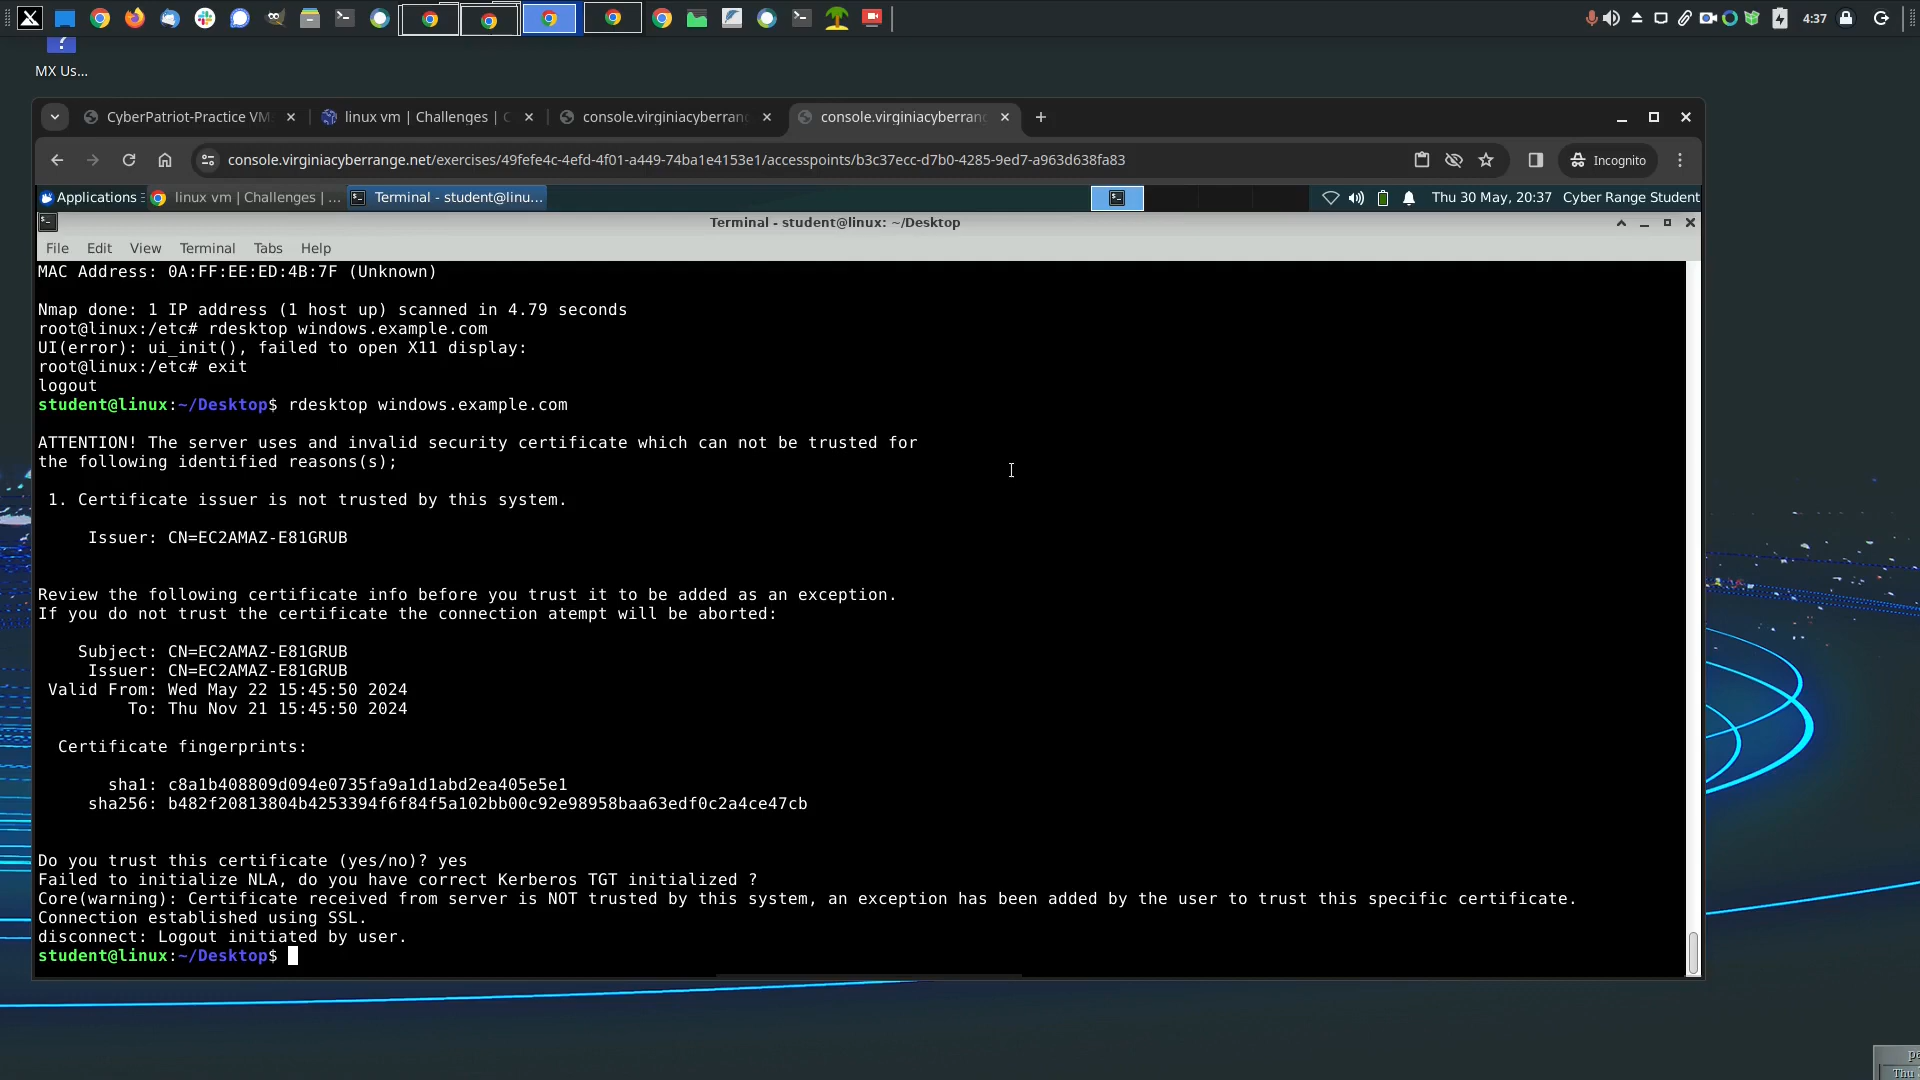 4:37
MX Us...
CyberPatriot-Practice VM
linux vm | Challenges | C
console.virginiacyberran
console.virginiacyberran
console.virginiacyberrange.net/exercises/49fefe4c-4efd-4f01-a449-74ba1e4153e1/accesspoints/b3c37ecc-d7b0-4285-9ed7-a963d638fa83
Incognito
Applications
linux vm | Challenges | ...
Terminal - student@linu...
Thu 30 May, 20:37
Cyber Range Student
Terminal - student@linux: ~/Desktop
File Edit View Terminal Tabs Help
MAC Address: 0A:FF:EE:ED:4B:7F (Unknown)
Nmap done: 1 IP address (1 host up) scanned in 4.79 seconds
root@linux:/etc# rdesktop windows.example.com
UI(error): ui_init(), failed to open X11 display:
root@linux:/etc# exit
logout
student@linux:~/Desktop$ rdesktop windows.example.com
ATTENTION! The server uses and invalid security certificate which can not be trusted for
the following identified reasons(s);
1. Certificate issuer is not trusted by this system.
Issuer: CN=EC2AMAZ-E81GRUB
Review the following certificate info before you trust it to be added as an exception.
If you do not trust the certificate the connection atempt will be aborted:
Subject: CN=EC2AMAZ-E81GRUB
Issuer: CN=EC2AMAZ-E81GRUB
Valid From: Wed May 22 15:45:50 2024
To: Thu Nov 21 15:45:50 2024
Certificate fingerprints:
sha1: c8a1b408809d094e0735fa9a1d1abd2ea405e5e1
sha256: b482f20813804b4253394f6f84f5a102bb00c92e98958baa63edf0c2a4ce47cb
Do you trust this certificate (yes/no)? yes
Failed to initialize NLA, do you have correct Kerberos TGT initialized ?
Core(warning): Certificate received from server is NOT trusted by this system, an exception has been added by the user to trust this specific certificate.
Connection established using SSL.
disconnect: Logout initiated by user.
student@linux:~/Desktop$
Thu